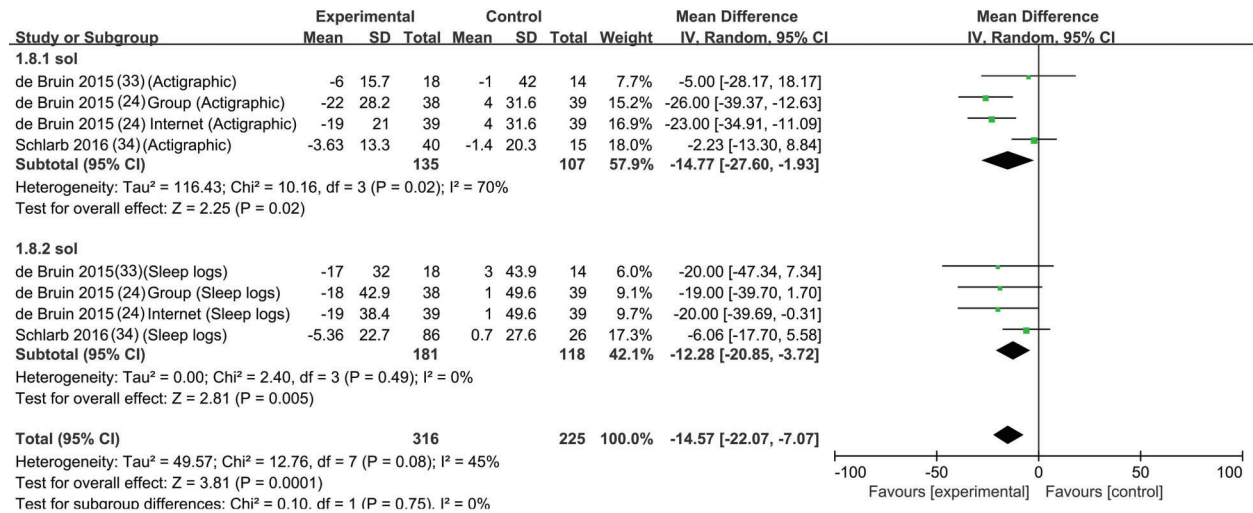 Experimental Control Mean Difference Mean Difference
Study or Subgroup Mean SD Total Mean SD Total Weight IV, Random, 95% CI IV, Random, 95% CI
1.8.1 sol
de Bruin 2015(33)(Actigraphic) -6 15.7 18 -1 42 14 7.7% -5.00 [-28.17, 18.17]
de Bruin 2015(24)Group (Actigraphic) -22 28.2 38 4 31.6 39 15.2% -26.00 [-39.37, -12.63]
de Bruin 2015(24) Internet (Actigraphic) -19 21 39 4 31.6 39 16.9% -23.00 [-34.91, -11.09]
Schlarb 2016 (34)(Actigraphic) -3.63 13.3 40 -1.4 20.3 15 18.0% -2.23 [-13.30, 8.84]
Subtotal (95% CI) 135 107 57.9% -14.77 [-27.60, -1.93]
Heterogeneity: Tau² = 116.43; Chi² = 10.16, df = 3 (P = 0.02); I² = 70%
Test for overall effect: Z = 2.25 (P = 0.02)
1.8.2 sol
de Bruin 2015(33)(Sleep logs) -17 32 18 3 43.9 14 6.0% -20.00 [-47.34, 7.34]
de Bruin 2015(24)Group (Sleep logs) -18 42.9 38 1 49.6 39 9.1% -19.00 [-39.70, 1.70]
de Bruin 2015(24)Internet (Sleep logs) -19 38.4 39 1 49.6 39 9.7% -20.00 [-39.69, -0.31]
Schlarb 2016(34)(Sleep logs) -5.36 22.7 86 0.7 27.6 26 17.3% -6.06 [-17.70, 5.58]
Subtotal (95% CI) 181 118 42.1% -12.28 [-20.85, -3.72]
Heterogeneity: Tau² = 0.00; Chi² = 2.40, df = 3 (P = 0.49); I² = 0%
Test for overall effect: Z = 2.81 (P = 0.005)
Total (95% CI) 316 225 100.0% -14.57 [-22.07, -7.07]
Heterogeneity: Tau² = 49.57; Chi² = 12.76, df = 7 (P = 0.08); I² = 45%
Test for overall effect: Z = 3.81 (P = 0.0001)
Test for subgroup differences: Chi² = 0.10, df = 1 (P = 0.75), I² = 0%
-100 -50 0 50 100
Favours [experimental] Favours [control]